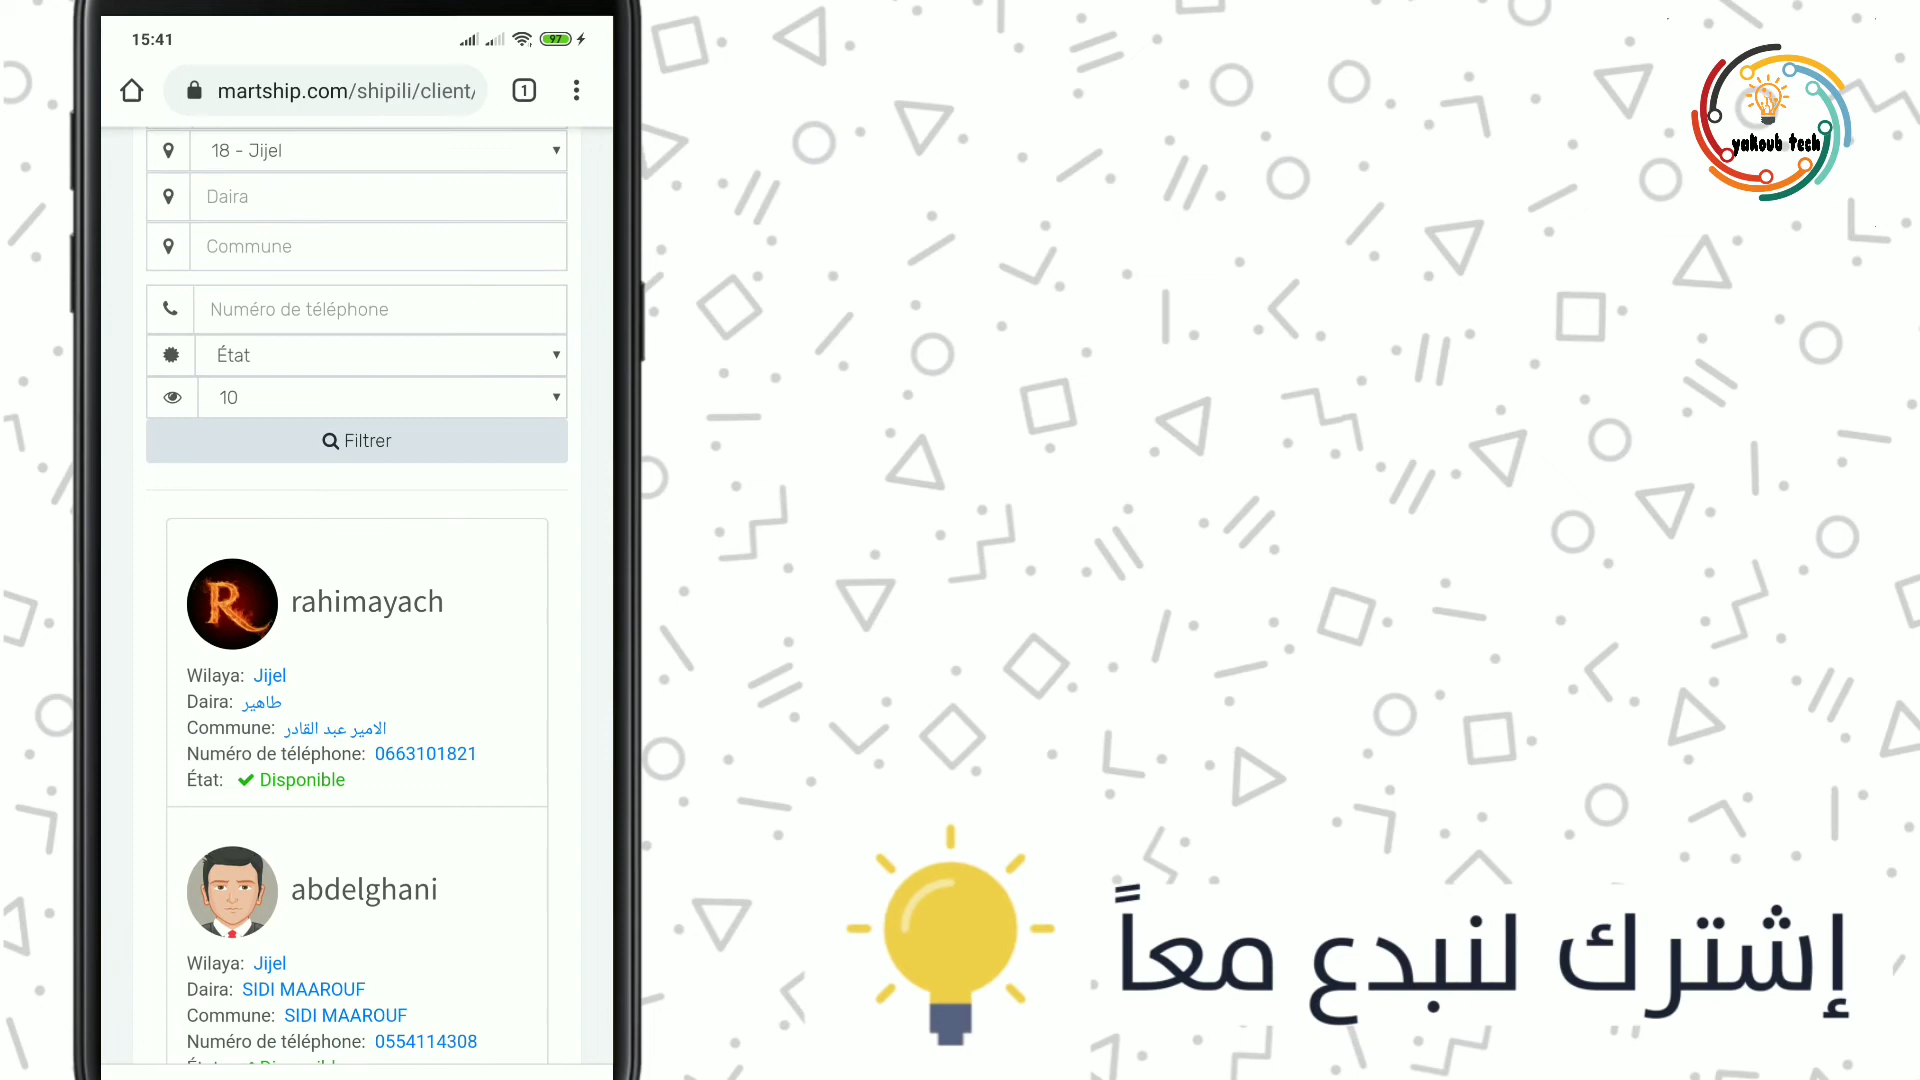 15:41
97
martship.com/shipili/client/
1
18 - Jijel
Daira
Commune
Numéro de téléphone
État
10
Filtrer
rahimayach
Wilaya: Jijel
Daira: طاهير
Commune: الامير عبد القادر
Numéro de téléphone: 0663101821
État: Disponible
abdelghani
Wilaya: Jijel
Daira: SIDI MAAROUF
Commune: SIDI MAAROUF
Numéro de téléphone: 0554114308
yakoub tech
إشترك لنبدع معاً